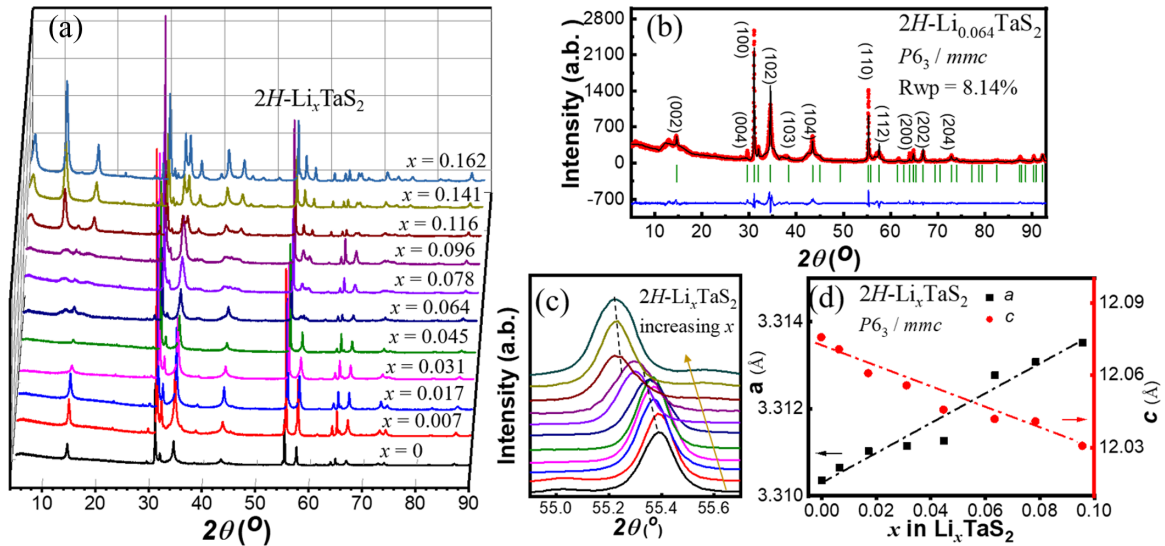 (a)
2H-LixTaS2
x = 0.162
x = 0.141
x = 0.116
x = 0.096
x = 0.078
x = 0.064
x = 0.045
x = 0.031
x = 0.017
x = 0.007
x = 0
10 20 30 40 50 60 70 80 90
2θ(o)
(b)
2H-Li0.064TaS2
P63 / mmc
Rwp = 8.14%
Intensity (a.b.)
2800
2100
1400
700
0
-700
(002)
(004)
(100)
(102)
(103)
(104)
(110)
(112)
(200)
(202)
(204)
10 20 30 40 50 60 70 80 90
2θ (o)
(c)
2H-LixTaS2
increasing x
Intensity (a.b.)
55.0 55.2 55.4 55.6
2θ(o)
(d)
2H-LixTaS2
P63 / mmc
a
c
a (Å)
3.314
3.312
3.310
c (Å)
12.09
12.06
12.03
0.00 0.02 0.04 0.06 0.08 0.10
x in LixTaS2